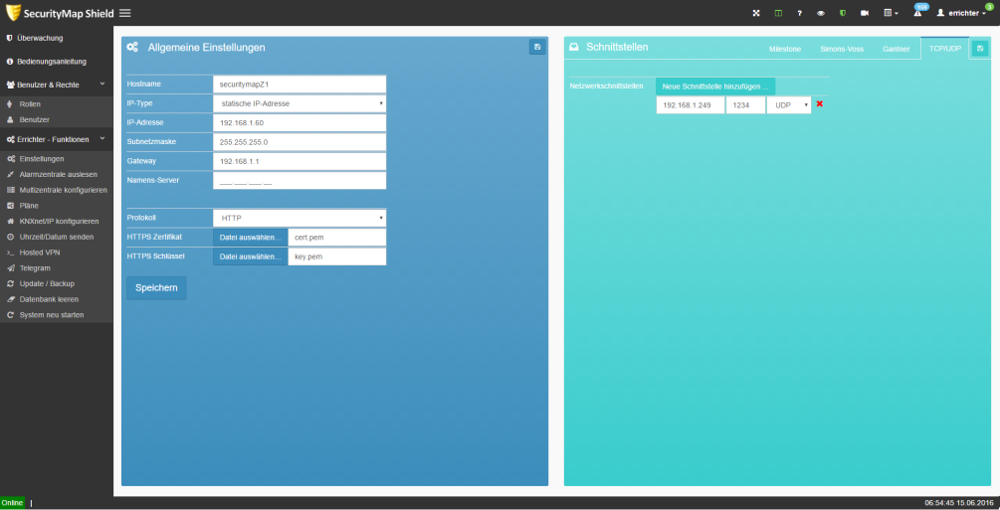 SecurityMap Shield
155
errichter
3
Überwachung
Bedienungsanleitung
Benutzer & Rechte
Rollen
Benutzer
Errichter - Funktionen
Einstellungen
Alarmzentrale auslesen
Multizentrale konfigurieren
Pläne
KNXnet/IP konfigurieren
Uhrzeit/Datum senden
Hosted VPN
Telegram
Update / Backup
Datenbank leeren
System neu starten
Allgemeine Einstellungen
Hostname securitymapZ1
IP-Type statische IP-Adresse
IP-Adresse 192.168.1.60
Subnetzmaske 255.255.255.0
Gateway 192.168.1.1
Namens-Server ___.___.___.__
Protokoll HTTP
HTTPS Zertifikat Datei auswählen... cert.pem
HTTPS Schlüssel Datei auswählen... key.pem
Speichern
Schnittstellen Milestone Simons-Voss Gantner TCP/UDP
Netzwerkschnittstellen Neue Schnittstelle hinzufügen ...
192.168.1.249 1234 UDP
Online |
06:54:45 15.06.2016